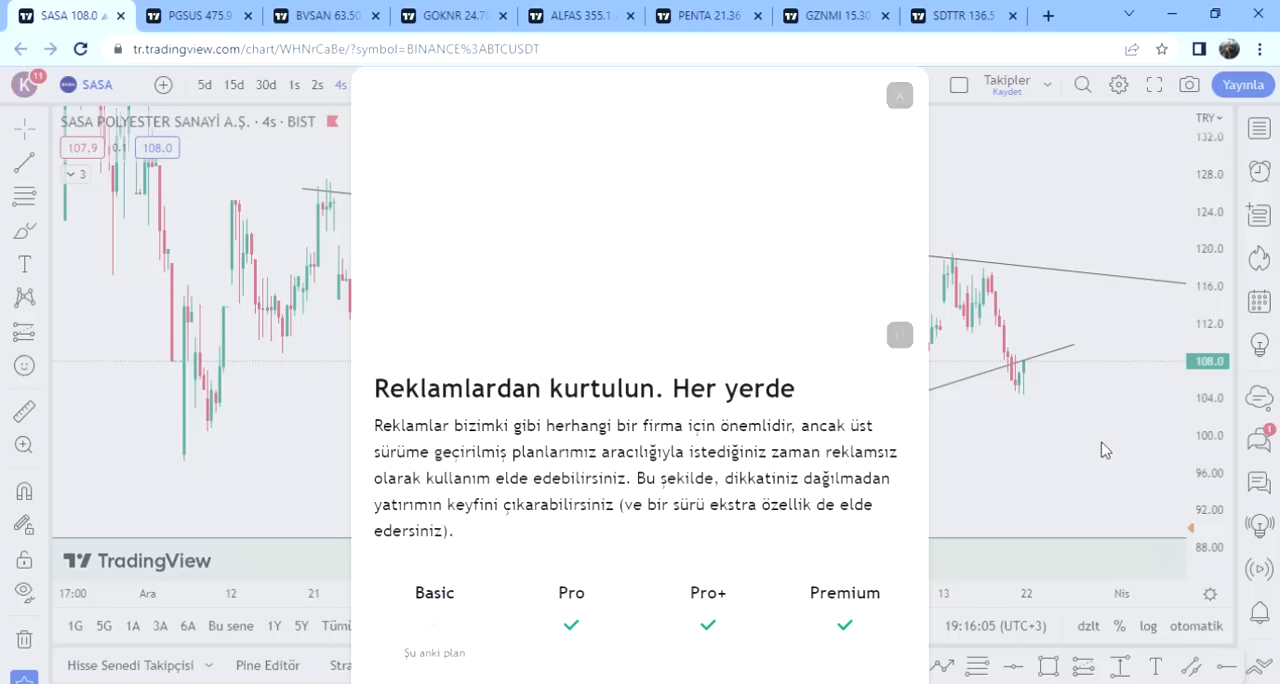 SASA 108.0
PGSUS 475.9
BVSAN 63.50
GOKNR 24.70
ALFAS 355.1
PENTA 21.36
GZNMI 15.30
SDTTR 136.5
tr.tradingview.com/chart/WHNrCaBe/?symbol=BINANCE%3ABTCUSDT
K 11 SASA 5d 15d 30d 1s 2s 4s
Takipler
Kaydet
Yayınla
SASA POLYESTER SANAYİ A.Ş. · 4s · BIST
107.9 0.1 108.0
3
TRY
132.0
128.0
124.0
120.0
116.0
112.0
108.0
104.0
100.0
96.00
92.00
88.00
Reklamlardan kurtulun. Her yerde
Reklamlar bizimki gibi herhangi bir firma için önemlidir, ancak üst
sürüme geçirilmiş planlarımız aracılığıyla istediğiniz zaman reklamsız
olarak kullanım elde edebilirsiniz. Bu şekilde, dikkatiniz dağılmadan
yatırımın keyfini çıkarabilirsiniz (ve bir sürü ekstra özellik de elde
edersiniz).
Basic Pro Pro+ Premium
Şu anki plan
TradingView
17:00 Ara 12 21 13 22 Nis
1G 5G 1A 3A 6A Bu sene 1Y 5Y Tümü
19:16:05 (UTC+3) dzlt % log otomatik
Hisse Senedi Takipçisi Pine Editör Stra
1